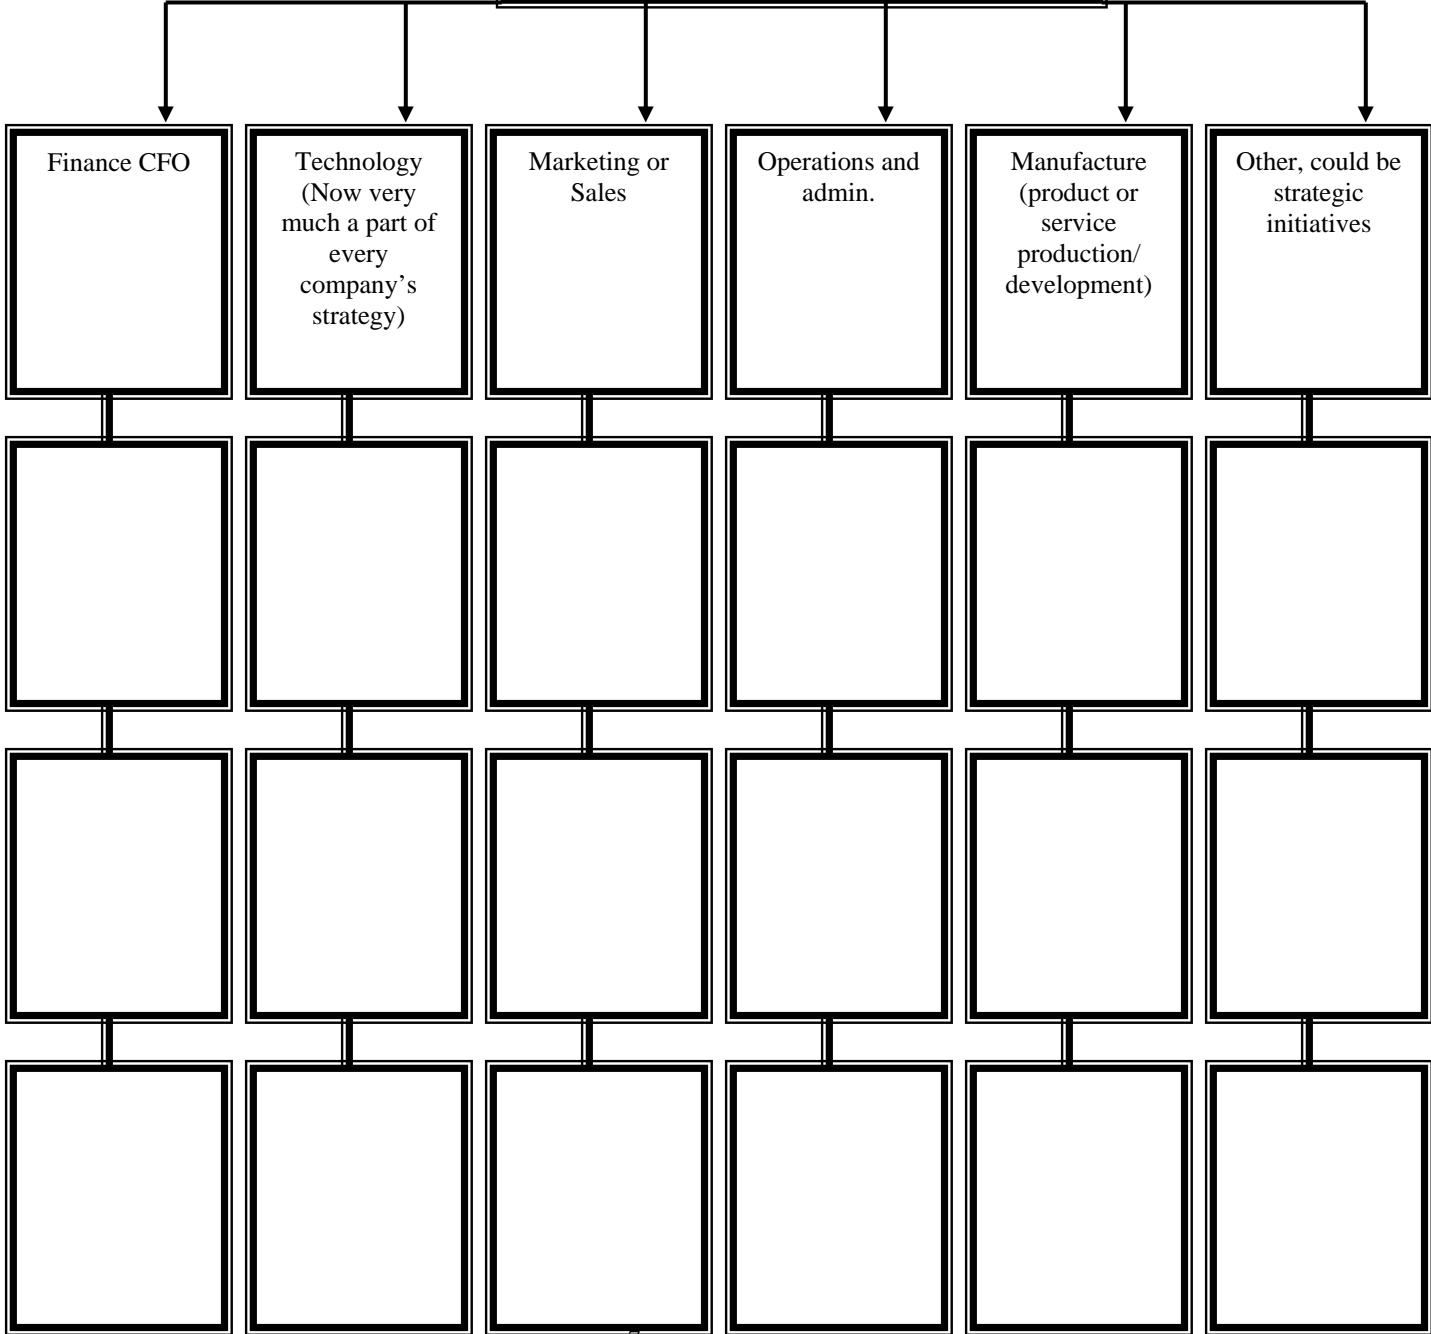 Finance CFO
Technology
(Now very
much a part of
every
company’s
strategy)
Marketing or
Sales
Operations and
admin.
Manufacture
(product or
service
production/
development)
Other, could be
strategic
initiatives